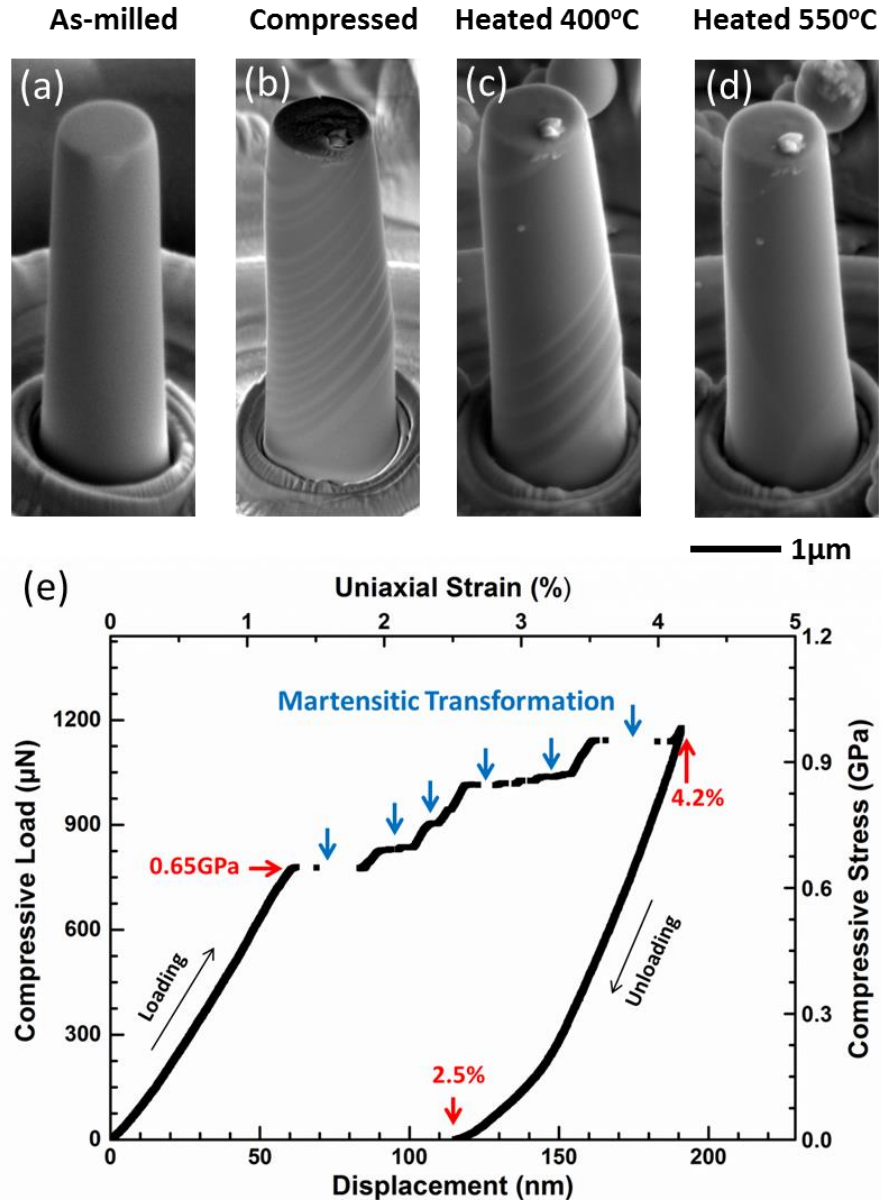 As-milled Compressed Heated 400°C Heated 550°C
(a) (b) (c) (d)
1μm
(e)
Uniaxial Strain (%)
0 1 2 3 4 5
Martensitic Transformation
1200
900
600
300
0
Compressive Load (μN)
1.2
0.9
0.6
0.3
0.0
Compressive Stress (GPa)
0.65GPa
4.2%
Loading
Unloading
2.5%
0 50 100 150 200
Displacement (nm)